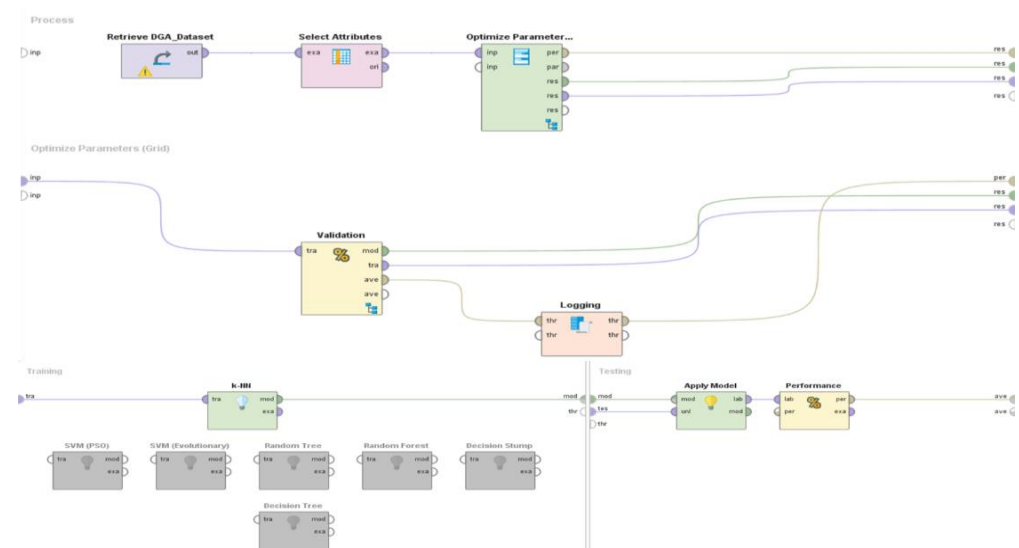 Process
Retrieve DGA_Dataset
Select Attributes
Optimize Parameter...
inp
out
exa
exa
ori
inp
per
inp
par
res
res
res
res
res
res
res
Optimize Parameters (Grid)
inp
inp
per
res
res
res
Validation
tra
mod
tra
ave
ave
Logging
thr
thr
thr
thr
Training
Testing
k-NN
Apply Model
Performance
tra
tra
mod
exa
mod
thr
mod
tes
thr
mod
lab
unl
mod
lab
per
per
exa
ave
ave
SVM (PSO)
SVM (Evolutionary)
Random Tree
Random Forest
Decision Stump
tra
mod
exa
tra
mod
exa
tra
mod
exa
tra
mod
exa
tra
mod
exa
Decision Tree
tra
mod
exa